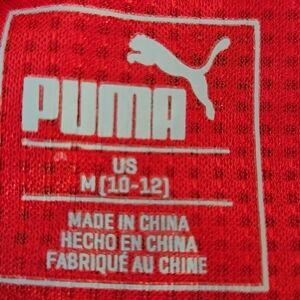 PUMA
US
M (10-12)
MADE IN CHINA
HECHO EN CHINA
FABRIQUÉ AU CHINE